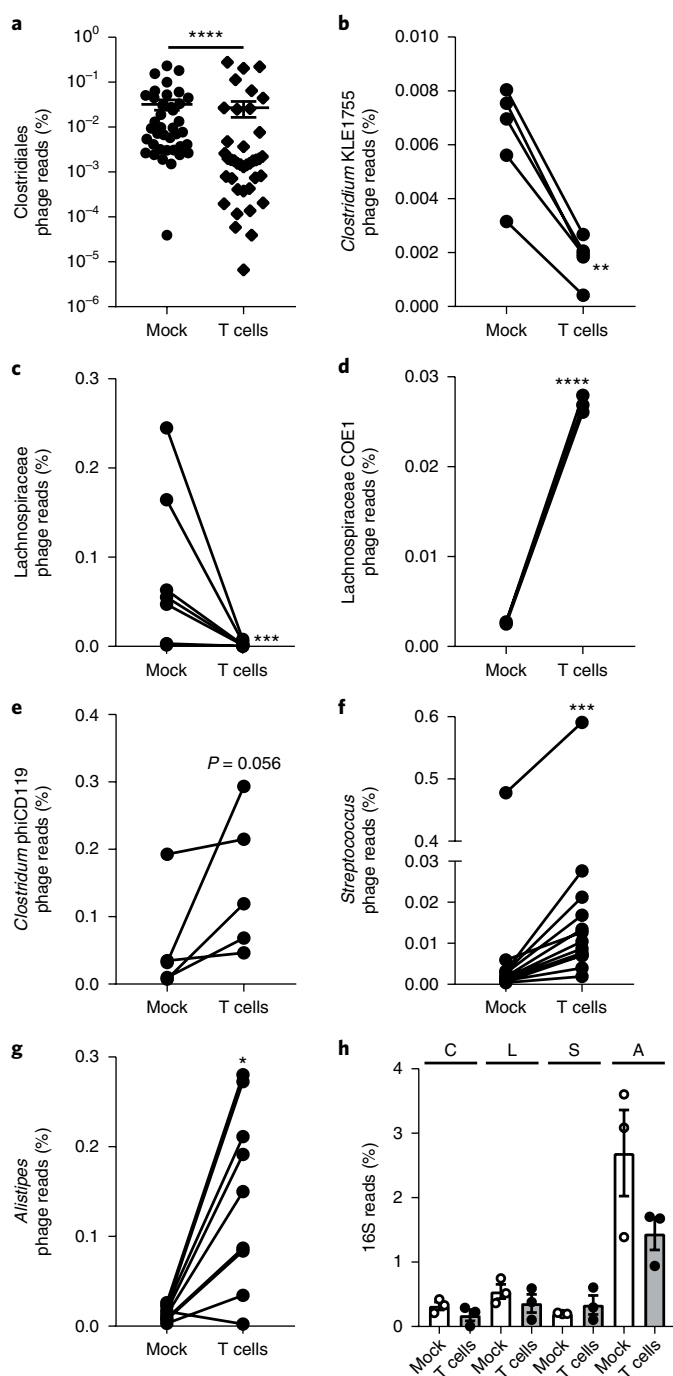 a
****
Clostridiales
phage reads (%)
10⁰
10⁻¹
10⁻²
10⁻³
10⁻⁴
10⁻⁵
10⁻⁶
Mock T cells
b
Clostridium KLE1755
phage reads (%)
0.010
0.008
0.006
0.004
0.002
0.000
**
Mock T cells
c
Lachnospiraceae
phage reads (%)
0.3
0.2
0.1
0.0
***
Mock T cells
d
****
Lachnospiraceae COE1
phage reads (%)
0.03
0.02
0.01
0.00
Mock T cells
e
P = 0.056
Clostridum phiCD119
phage reads (%)
0.4
0.3
0.2
0.1
0.0
Mock T cells
f
***
Streptococcus
phage reads (%)
0.6
0.5
0.4
0.03
0.02
0.01
0.00
Mock T cells
g
*
Alistipes
phage reads (%)
0.3
0.2
0.1
0.0
Mock T cells
h
C L S A
16S reads (%)
4
3
2
1
0
Mock T cells Mock T cells Mock T cells Mock T cells